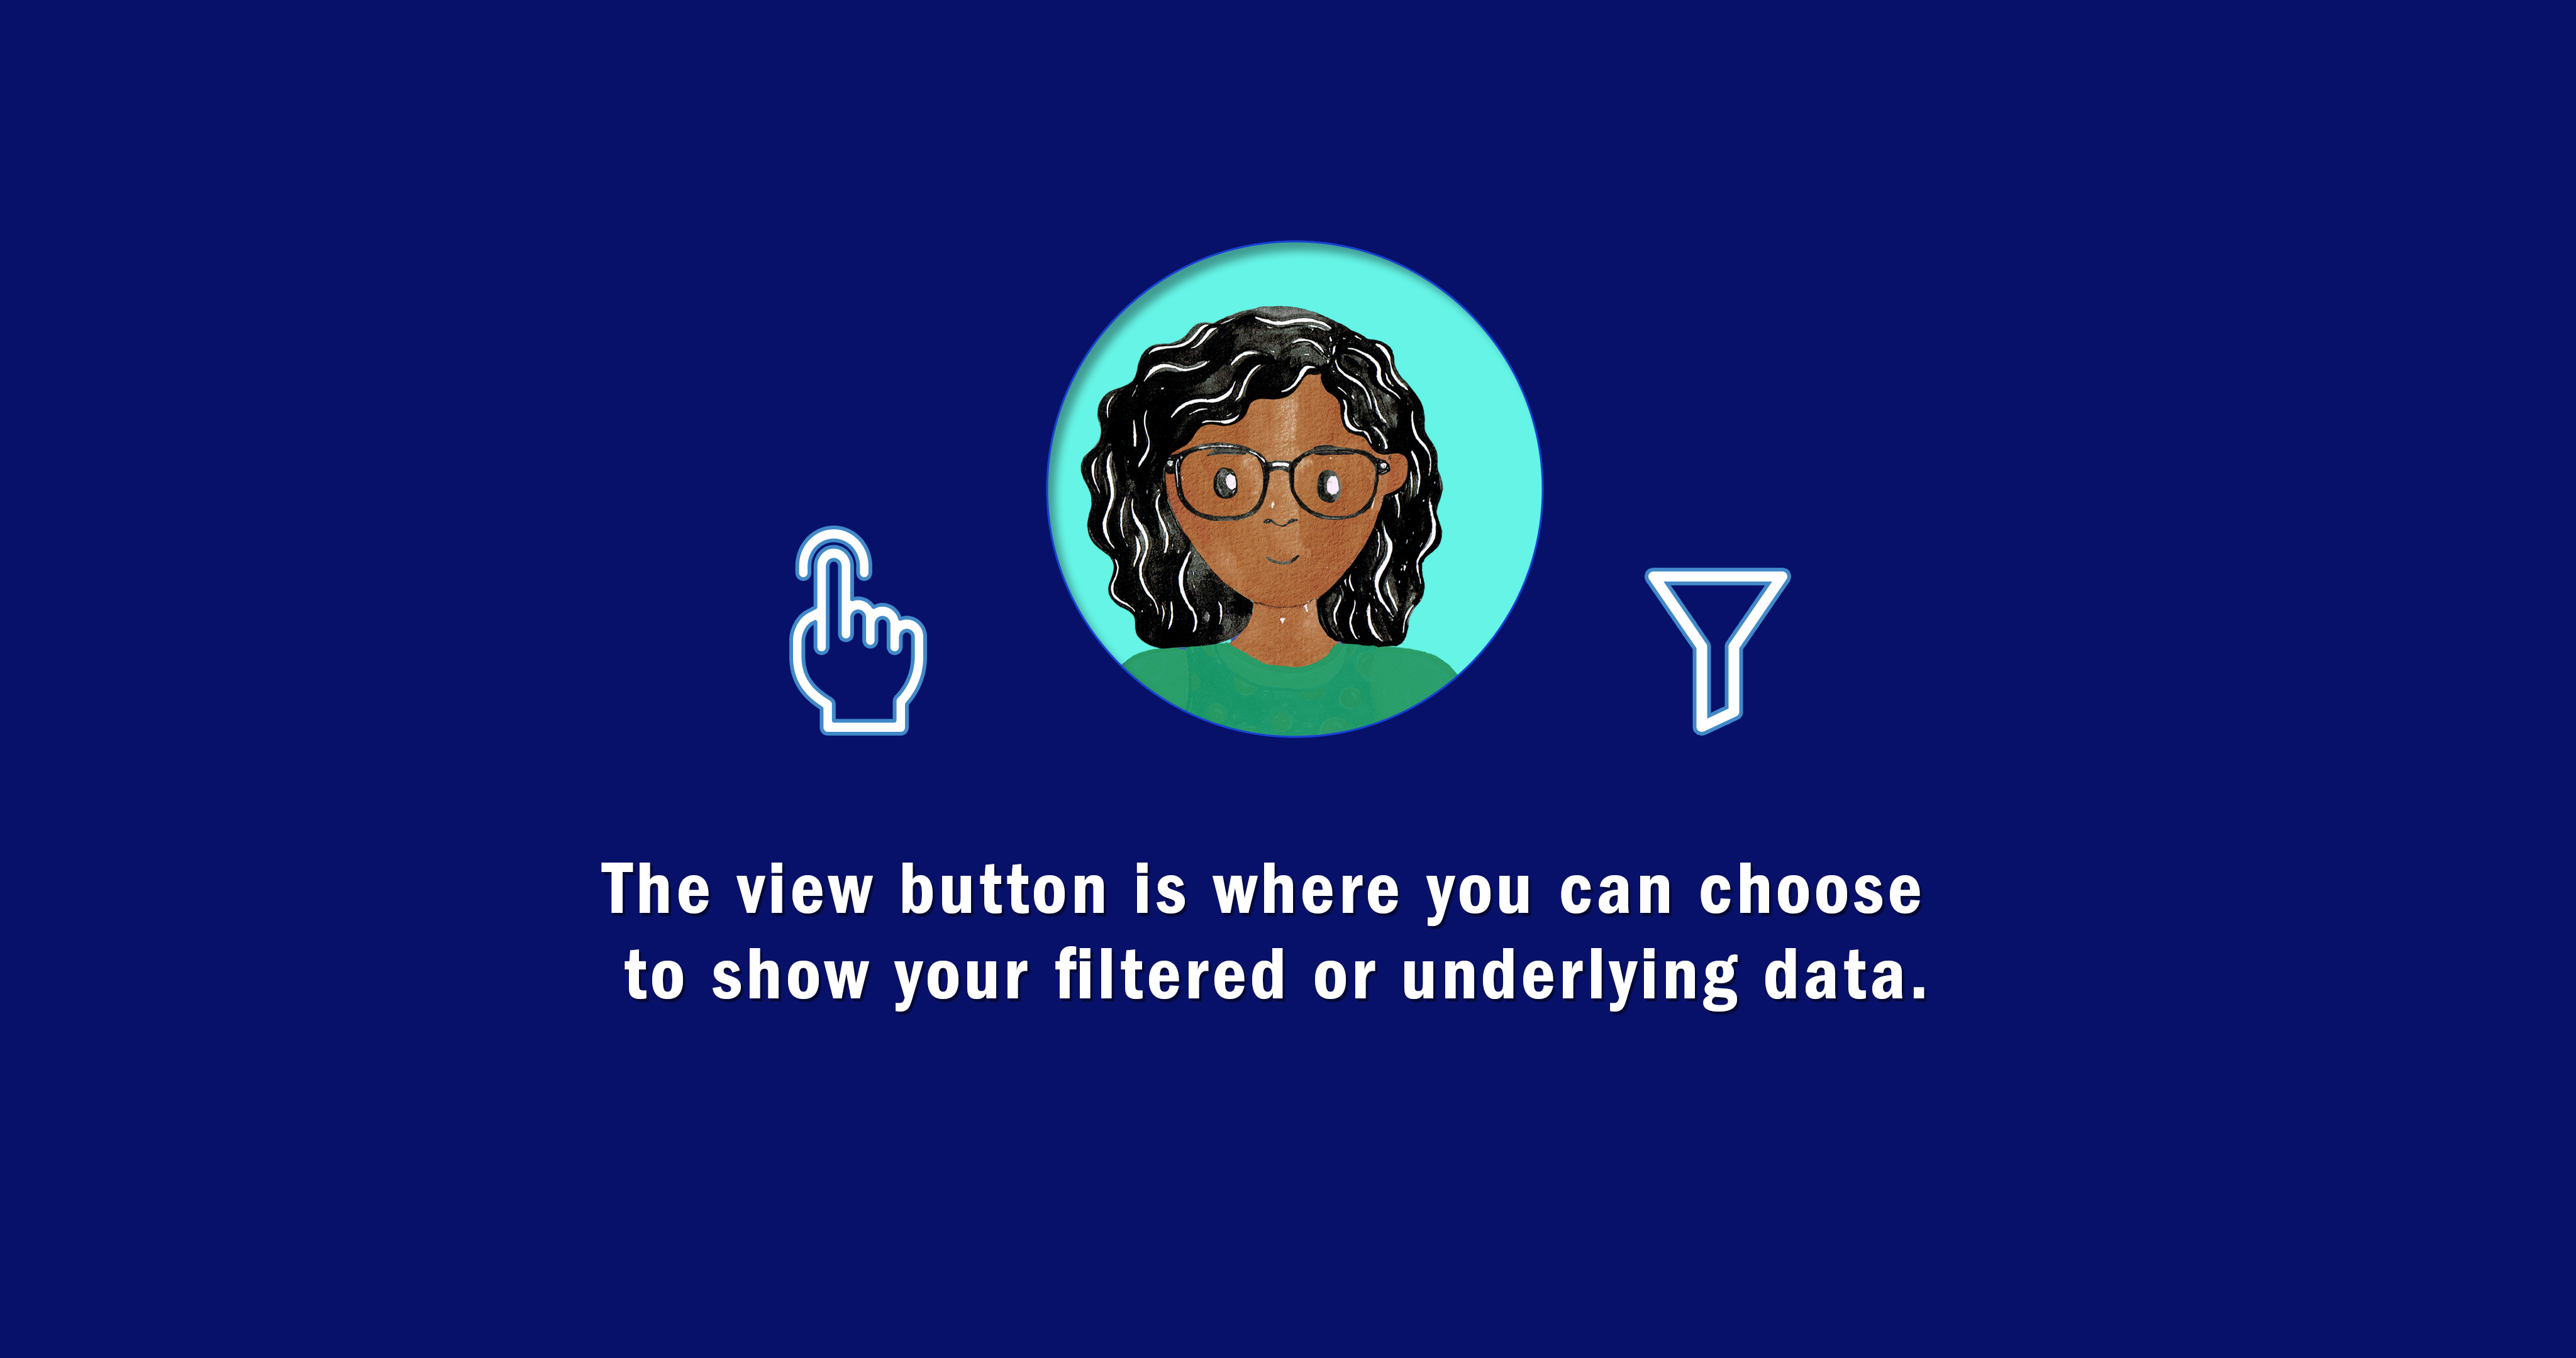 The view button is where you can choose
to show your filtered or underlying data.